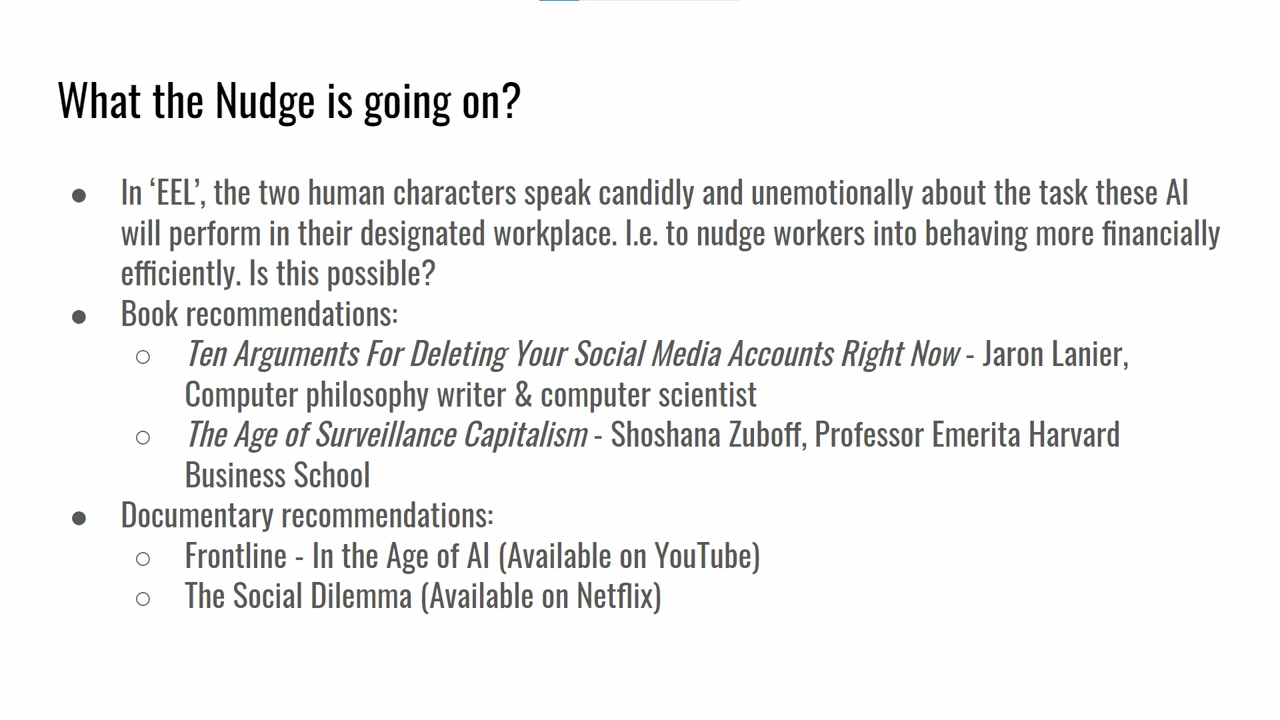 What the Nudge is going on?
● In ‘EEL’, the two human characters speak candidly and unemotionally about the task these AI
will perform in their designated workplace. I.e. to nudge workers into behaving more financially
efficiently. Is this possible?
● Book recommendations:
○ Ten Arguments For Deleting Your Social Media Accounts Right Now - Jaron Lanier,
Computer philosophy writer & computer scientist
○ The Age of Surveillance Capitalism - Shoshana Zuboff, Professor Emerita Harvard
Business School
● Documentary recommendations:
○ Frontline - In the Age of AI (Available on YouTube)
○ The Social Dilemma (Available on Netflix)